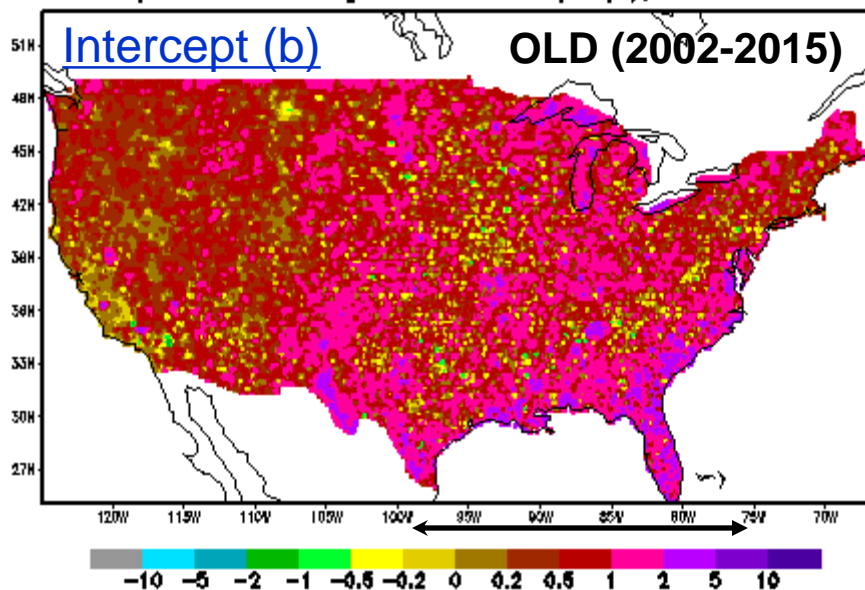 Intercept (b) OLD (2002-2015)
51N
48N
45N
42N
39N
36N
33N
30N
27N
120W 115W 110W 105W 100W 95W 90W 85W 80W 75W 70W
-10 -5 -2 -1 -0.5 -0.2 0 0.2 0.5 1 2 5 10